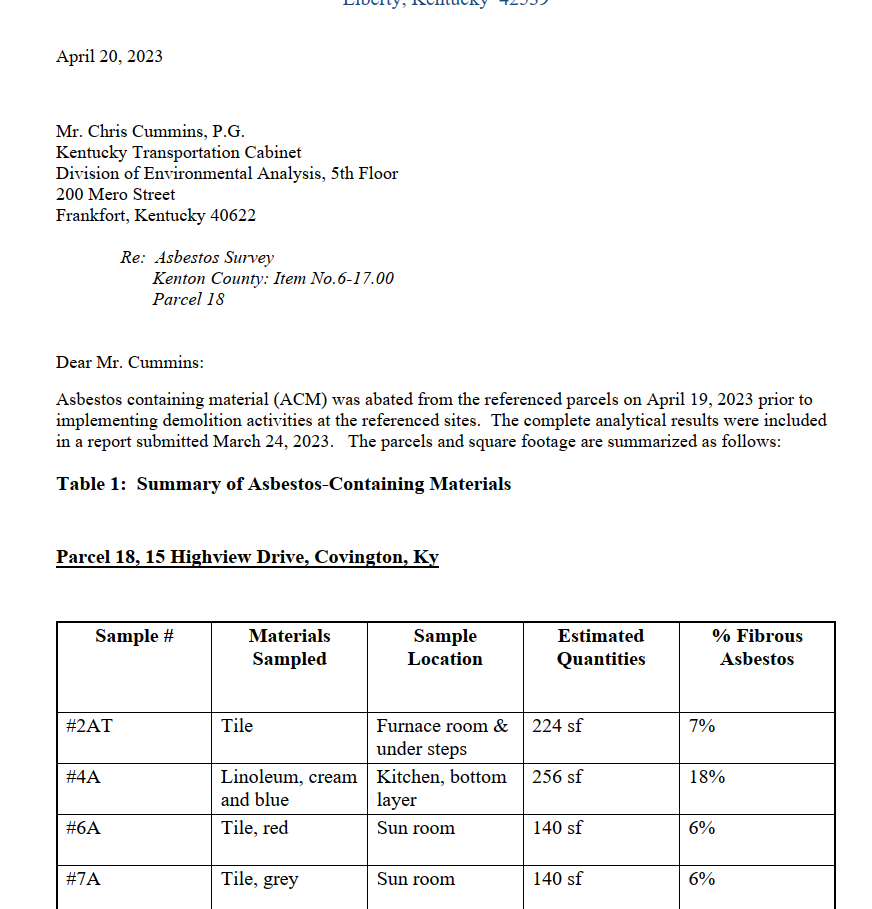 Liberty, Kentucky 42539
April 20, 2023
Mr. Chris Cummins, P.G.
Kentucky Transportation Cabinet
Division of Environmental Analysis, 5th Floor
200 Mero Street
Frankfort, Kentucky 40622
Re: Asbestos Survey
Kenton County: Item No.6-17.00
Parcel 18
Dear Mr. Cummins:
Asbestos containing material (ACM) was abated from the referenced parcels on April 19, 2023 prior to
implementing demolition activities at the referenced sites. The complete analytical results were included
in a report submitted March 24, 2023. The parcels and square footage are summarized as follows:
Table 1: Summary of Asbestos-Containing Materials
Parcel 18, 15 Highview Drive, Covington, Ky
Sample # Materials Sample Estimated % Fibrous
Sampled Location Quantities Asbestos
#2AT Tile Furnace room & 224 sf 7%
under steps
#4A Linoleum, cream Kitchen, bottom 256 sf 18%
and blue layer
#6A Tile, red Sun room 140 sf 6%
#7A Tile, grey Sun room 140 sf 6%